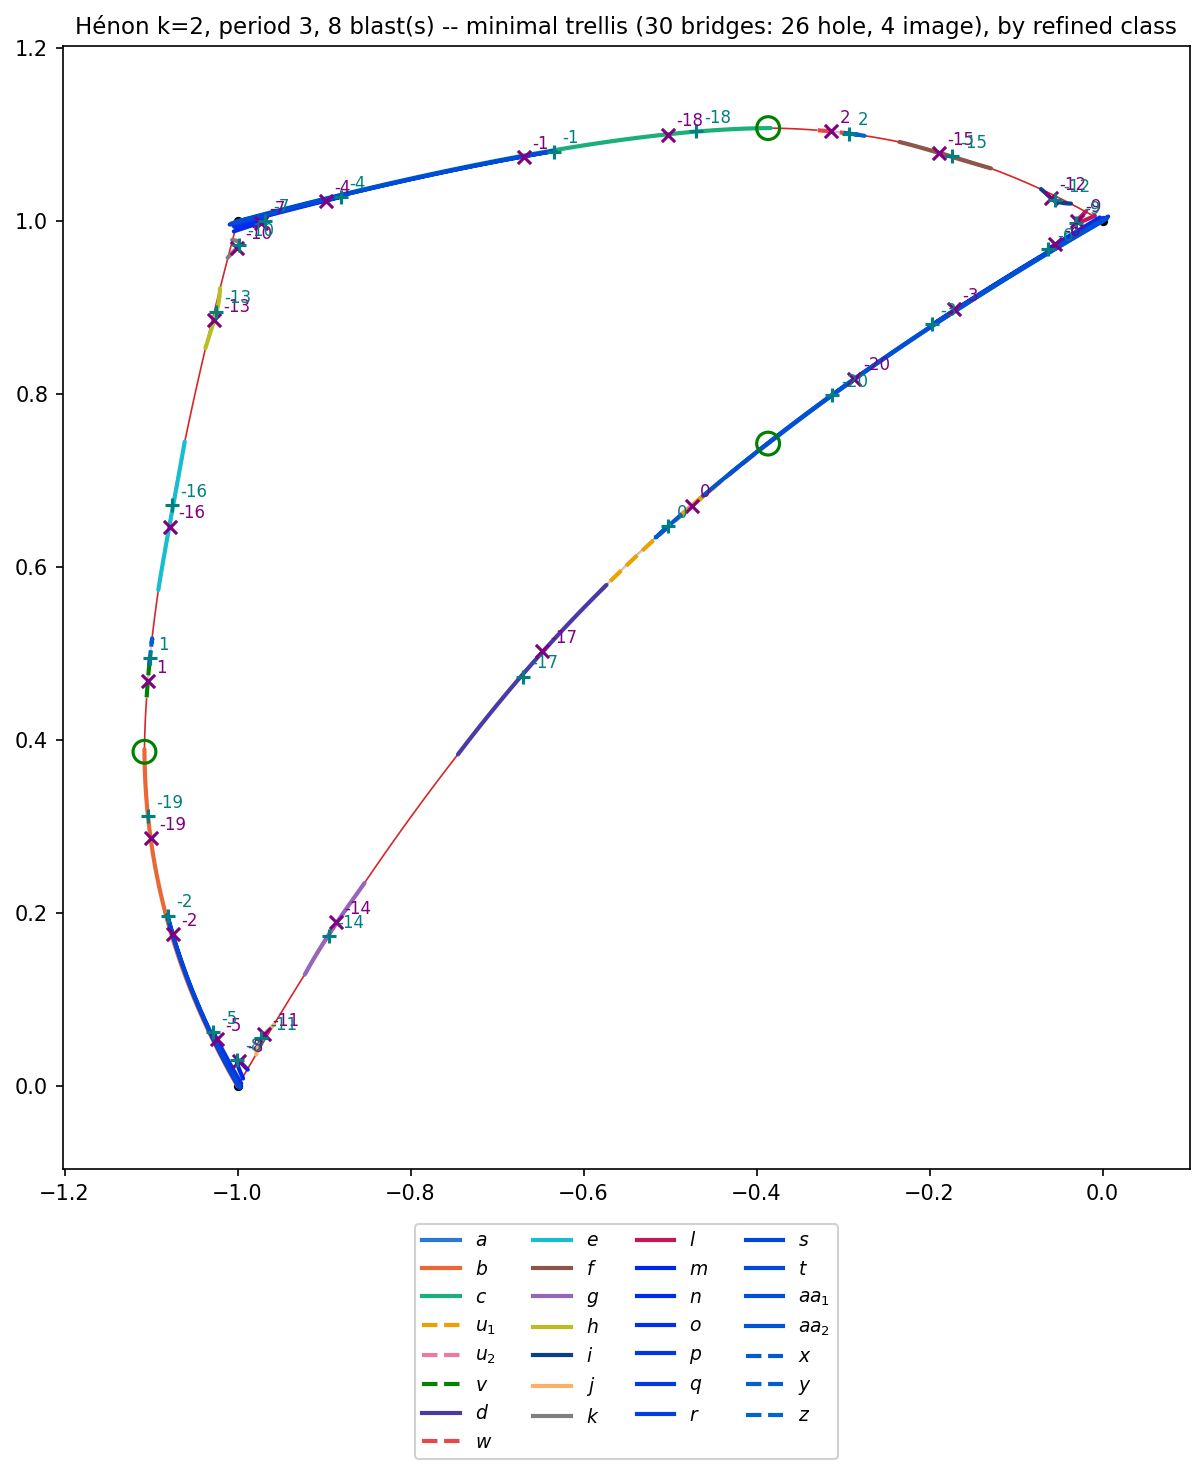 Hénon k=2, period 3, 8 blast(s) -- minimal trellis (30 bridges: 26 hole, 4 image), by refined class
1.2
-18 -18 2 2
-1 -1 -15 -15
-4 -4 -12 -12
1.0 -7 -7 -9
-10 -6
-13 -3
-13
0.8 -20
-20
-16 0
-16 0
0.6
1 -17
1 -17
0.4
-19
-19
0.2 -2 -14
-2 -14
-5 -11
-5 -8 -11
0.0
−1.2 −1.0 −0.8 −0.6 −0.4 −0.2 0.0
a e l s
b f m t
c g n aa₁
u₁ h o aa₂
u₂ i p x
v j q y
d k r z
w